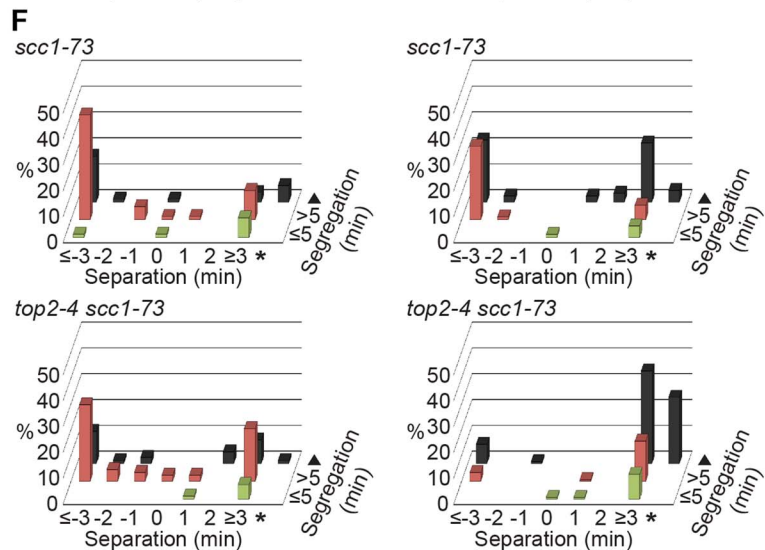 F
scc1-73
50
40
%
30
20
10
0
≤-3 -2 -1 0 1 2 ≥3 *
Separation (min)
▲
>5
≤5
Segregation
(min)
scc1-73
50
40
%
30
20
10
0
≤-3 -2 -1 0 1 2 ≥3 *
Separation (min)
▲
>5
≤5
Segregation
(min)
top2-4 scc1-73
50
40
%
30
20
10
0
≤-3 -2 -1 0 1 2 ≥3 *
Separation (min)
▲
>5
≤5
Segregation
(min)
top2-4 scc1-73
50
40
%
30
20
10
0
≤-3 -2 -1 0 1 2 ≥3 *
Separation (min)
▲
>5
≤5
Segregation
(min)